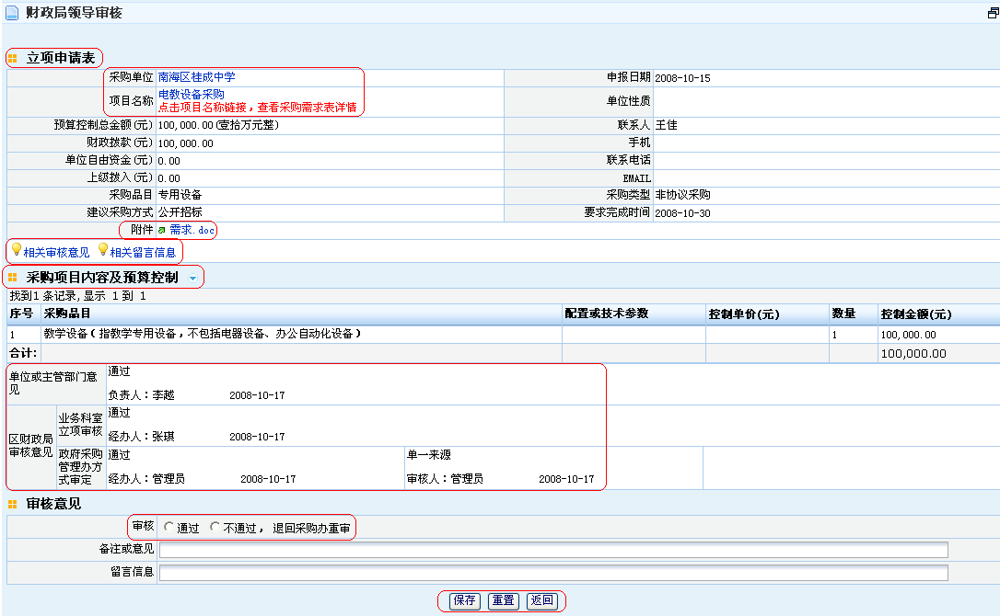 财政局领导审核
立项申请表
采购单位 南海区桂成中学 申报日期 2008-10-15
项目名称 电教设备采购 单位性质
点击项目名称链接，查看采购需求表详情
预算控制总金额(元) 100,000.00(壹拾万元整) 联系人 王佳
财政拨款(元) 100,000.00 手机
单位自由资金(元) 0.00 联系电话
上级拨入(元) 0.00 EMAIL
采购品目 专用设备 采购类型 非协议采购
建议采购方式 公开招标 要求完成时间 2008-10-30
附件 需求.doc
相关审核意见 相关留言信息
采购项目内容及预算控制
找到1 条记录,显示 1 到 1
序号 采购品目 配置或技术参数 控制单价(元) 数量 控制金额(元)
1 教学设备(指教学专用设备，不包括电器设备、办公自动化设备) 1 100,000.00
合计: 100,000.00
单位或主管部门意见
通过
负责人：李越 2008-10-17
区财政局审核意见
业务科室立项审核
通过
经办人：张琪 2008-10-17
政府采购管理办方式审定
通过 单一来源
经办人：管理员 2008-10-17 审核人：管理员 2008-10-17
审核意见
审核 通过 不通过，退回采购办重审
备注或意见
留言信息
保存 重置 返回